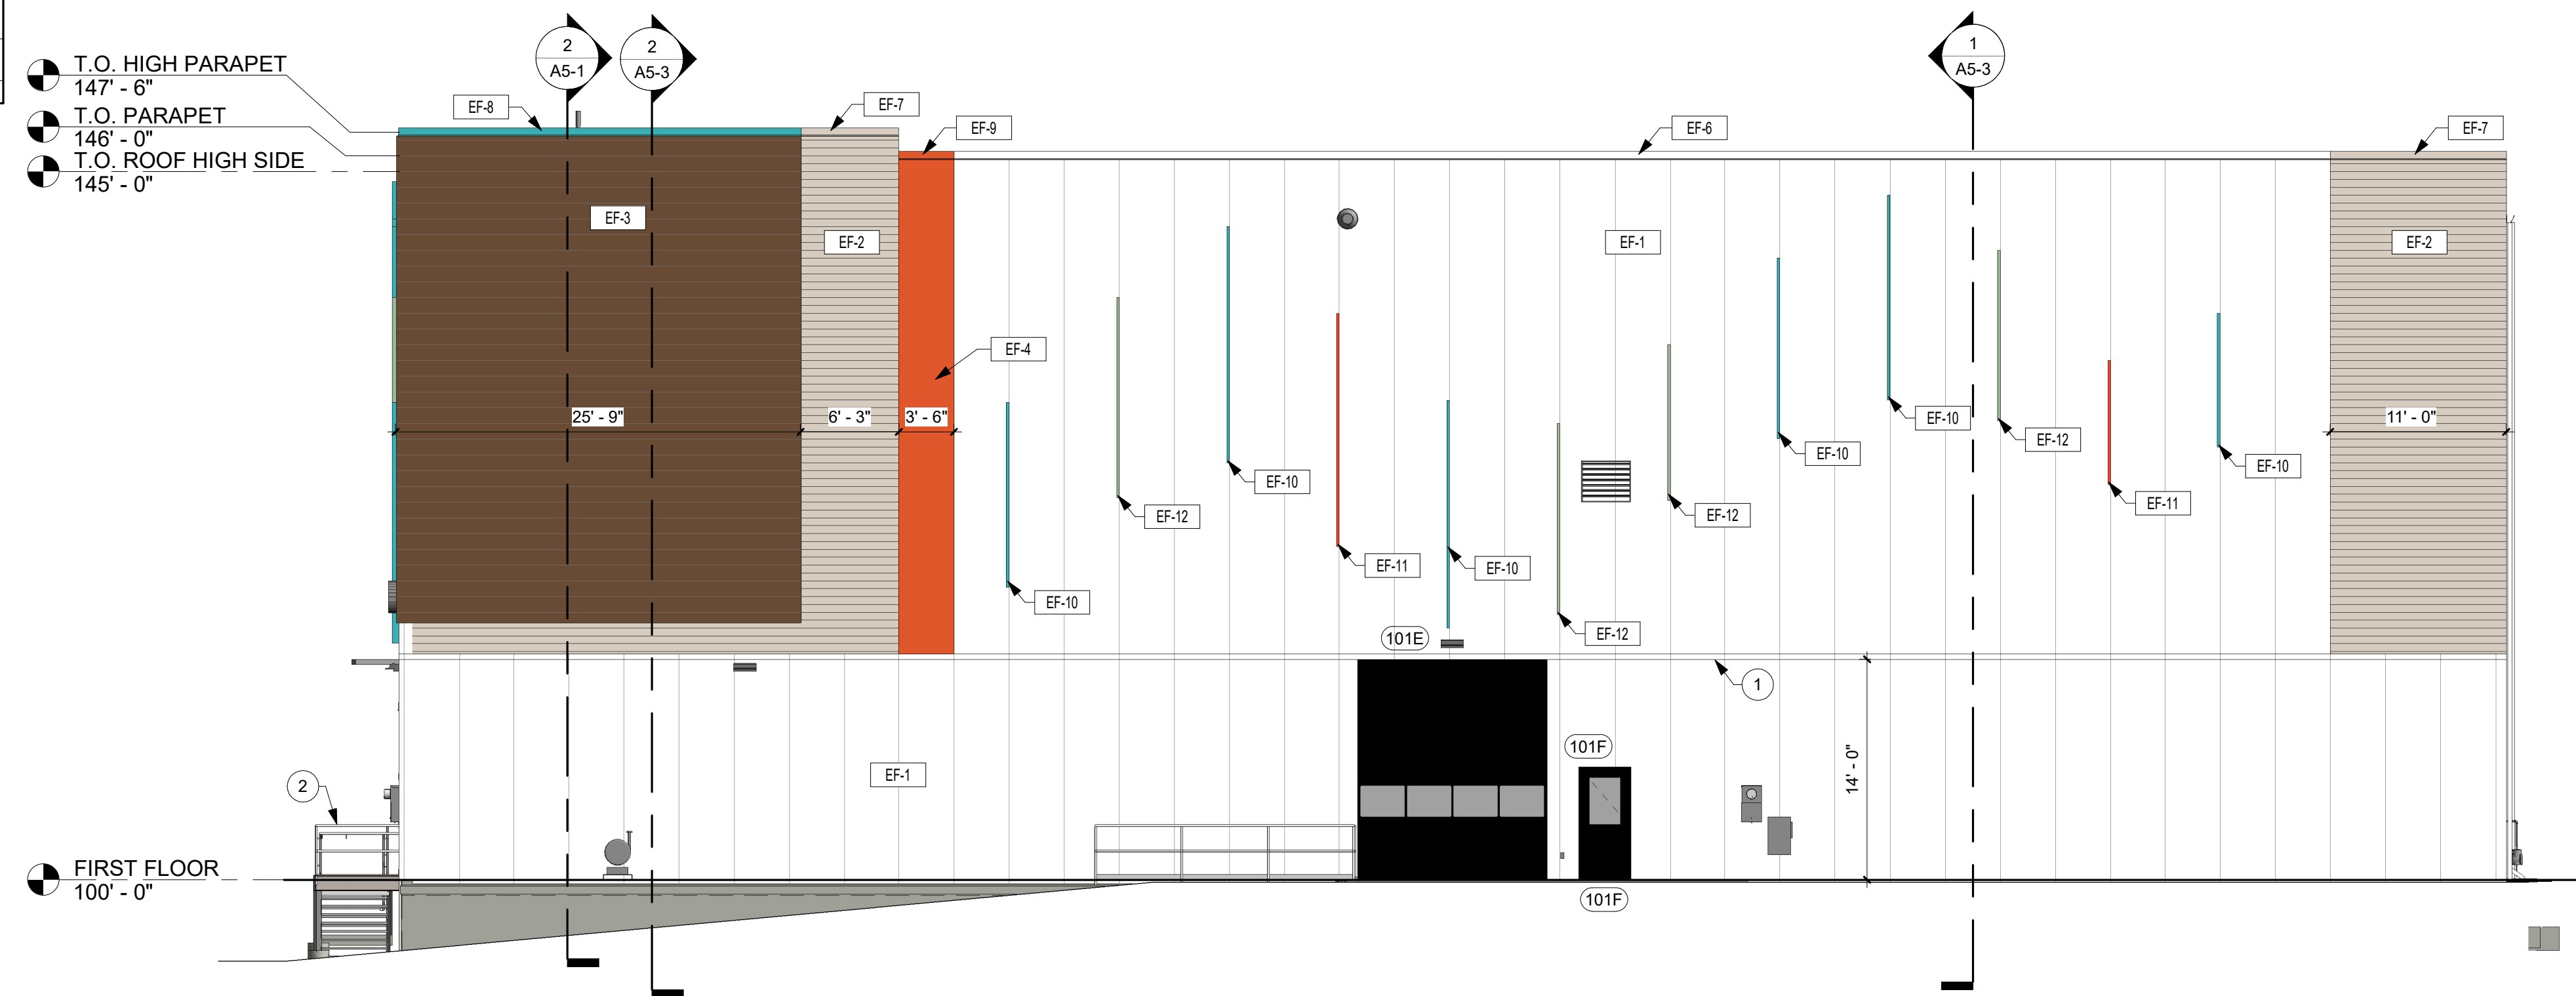 2
A5-1
2
A5-3
1
A5-3
T.O. HIGH PARAPET
147' - 6"
T.O. PARAPET
146' - 0"
T.O. ROOF HIGH SIDE
145' - 0"
EF-8
EF-7
EF-9
EF-6
EF-7
EF-3
EF-2
EF-1
EF-2
EF-4
25' - 9"
6' - 3"
3' - 6"
11' - 0"
EF-10
EF-12
EF-10
EF-11
EF-10
EF-12
EF-12
EF-10
EF-10
EF-12
EF-11
EF-10
101E
1
101F
14' - 0"
EF-1
2
FIRST FLOOR
100' - 0"
101F